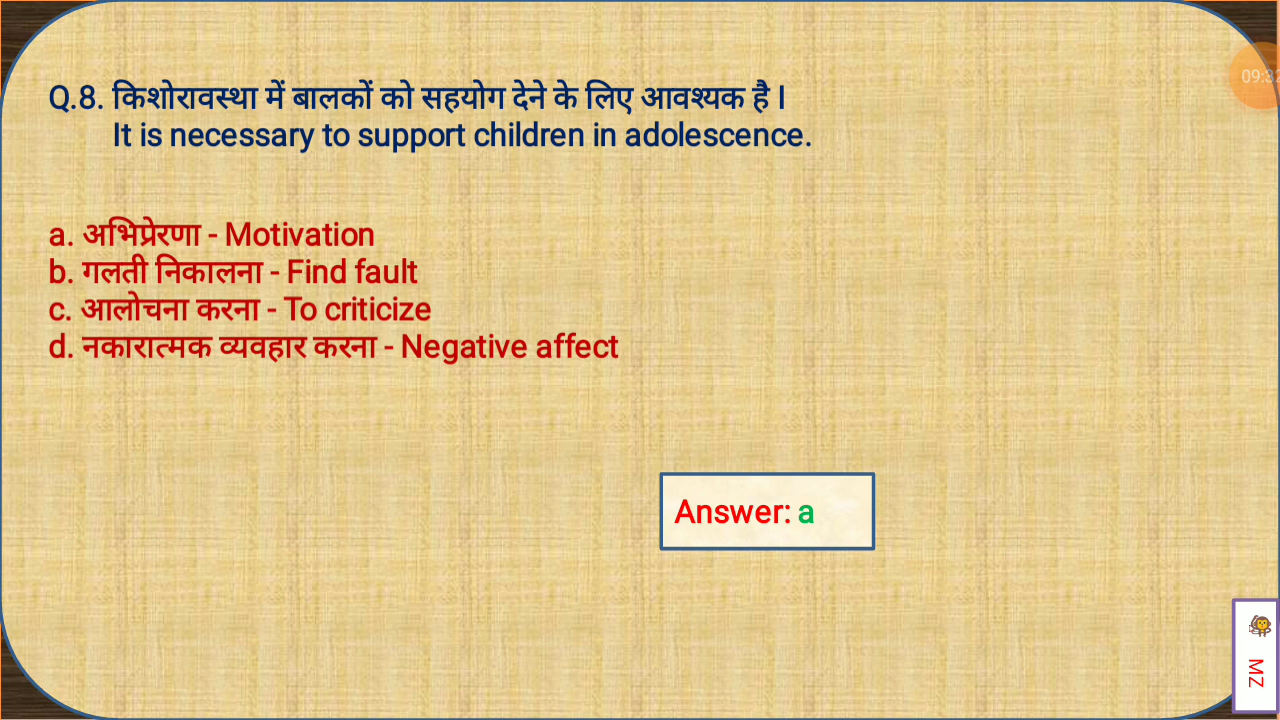 Q.8. किशोरावस्था में बालकों को सहयोग देने के लिए आवश्यक है I
It is necessary to support children in adolescence.
a. अभिप्रेरणा - Motivation
b. गलती निकालना - Find fault
c. आलोचना करना - To criticize
d. नकारात्मक व्यवहार करना - Negative affect
Answer: a
MZ